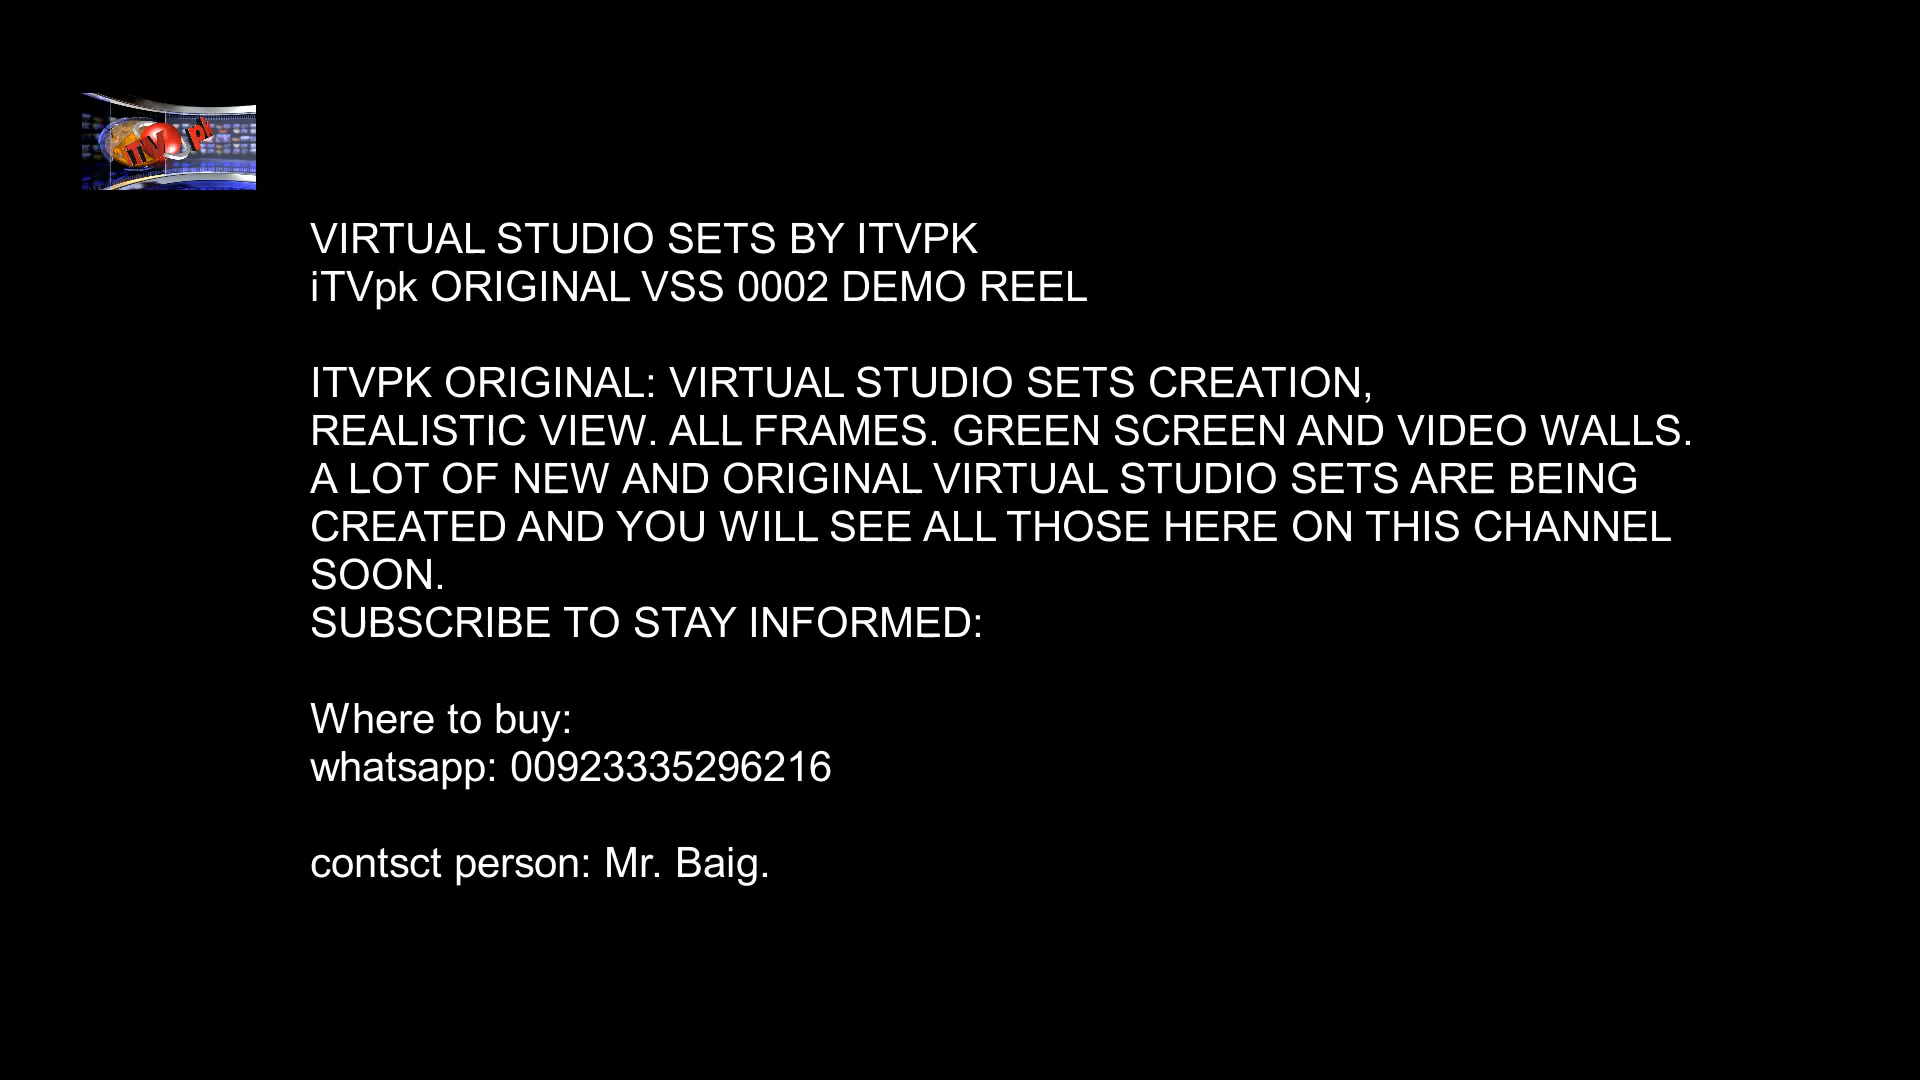 iTV pk
VIRTUAL STUDIO SETS BY ITVPK
iTVpk ORIGINAL VSS 0002 DEMO REEL
ITVPK ORIGINAL: VIRTUAL STUDIO SETS CREATION,
REALISTIC VIEW. ALL FRAMES. GREEN SCREEN AND VIDEO WALLS.
A LOT OF NEW AND ORIGINAL VIRTUAL STUDIO SETS ARE BEING
CREATED AND YOU WILL SEE ALL THOSE HERE ON THIS CHANNEL
SOON.
SUBSCRIBE TO STAY INFORMED:
Where to buy:
whatsapp: 00923335296216
contsct person: Mr. Baig.